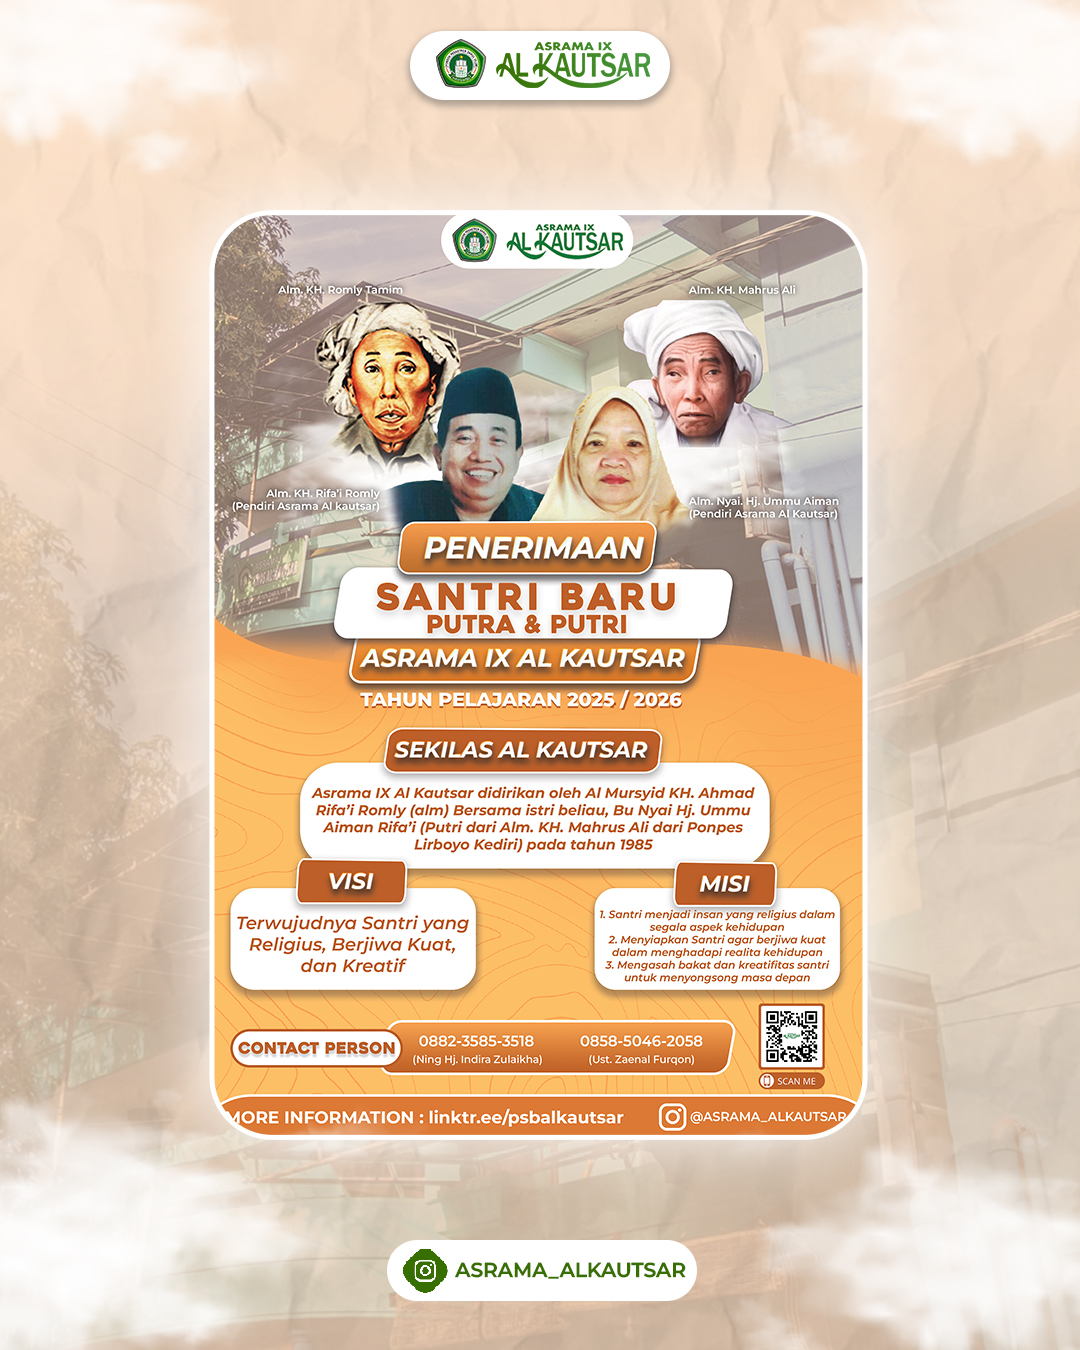 ASRAMA IX
AL KAUTSAR
ASRAMA IX
AL KAUTSAR
Alm. KH. Romly Tamim
Alm. KH. Mahrus Ali
Alm. KH. Rifa'i Romly
(Pendiri Asrama Al kautsar)
Alm. Nyai. Hj. Ummu Aiman
(Pendiri Asrama Al Kautsar)
PENERIMAAN
SANTRI BARU
PUTRA & PUTRI
ASRAMA IX AL KAUTSAR
TAHUN PELAJARAN 2025 / 2026
SEKILAS AL KAUTSAR
Asrama IX Al Kautsar didirikan oleh Al Mursyid KH. Ahmad
Rifa'i Romly (alm) Bersama istri beliau, Bu Nyai Hj. Ummu
Aiman Rifa'i (Putri dari Alm. KH. Mahrus Ali dari Ponpes
Lirboyo Kediri) pada tahun 1985
VISI
Terwujudnya Santri yang
Religius, Berjiwa Kuat,
dan Kreatif
MISI
1. Santri menjadi insan yang religius dalam
segala aspek kehidupan
2. Menyiapkan Santri agar berjiwa kuat
dalam menghadapi realita kehidupan
3. Mengasah bakat dan kreatifitas santri
untuk menyongsong masa depan
CONTACT PERSON
0882-3585-3518
(Ning Hj. Indira Zulaikha)
0858-5046-2058
(Ust. Zaenal Furqon)
SCAN ME
MORE INFORMATION : linktr.ee/psbalkautsar
@ASRAMA_ALKAUTSAR
ASRAMA_ALKAUTSAR